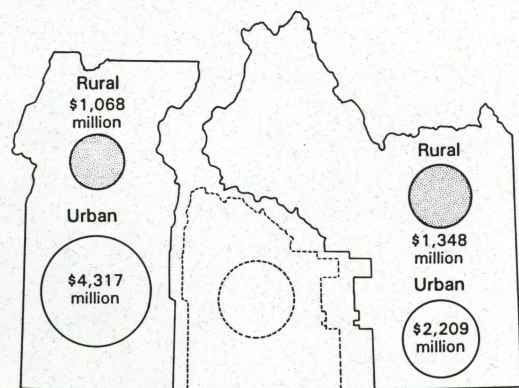 Rural
$1,068
million
Urban
$4,317
million
Rural
$1,348
million
Urban
$2,209
million